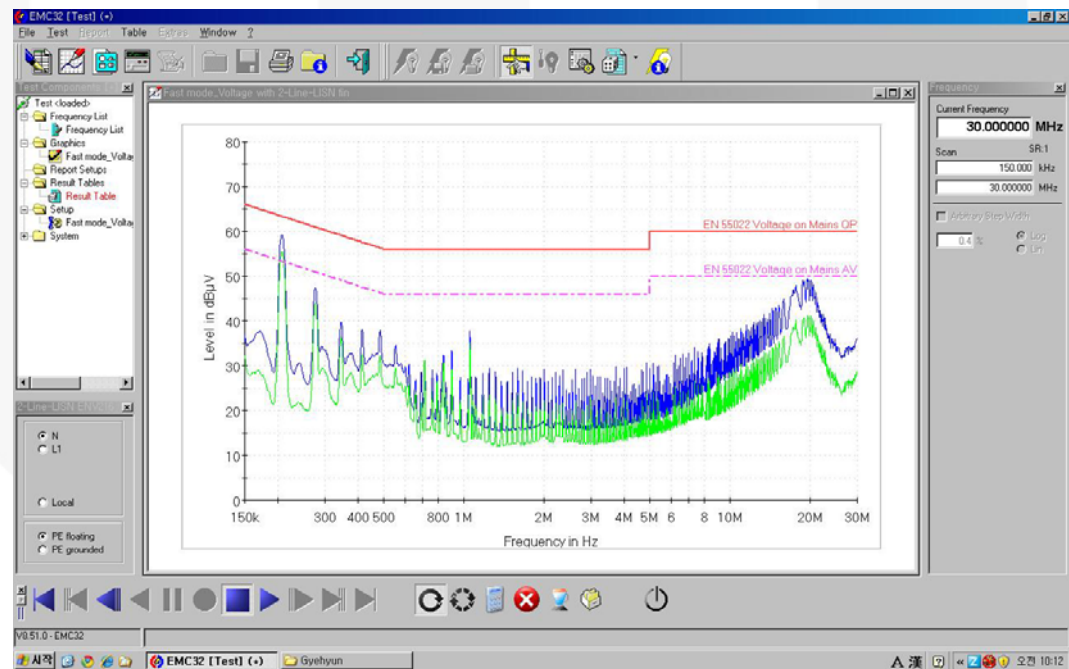 EMC32 [Test] (+)
File Test Report Table Extras Window ?
Test Components
Test <loaded>
Frequency List
Frequency List
Graphics
Fast mode_Volta
Report Setups
Result Tables
Result Table
Setup
Fast mode_Volta
System
N
L1
Local
PE floating
PE grounded
Fast mode_Voltage with 2-Line-LISN fin
Level in dBµV
80
70
60
50
40
30
20
10
0
EN 55022 Voltage on Mains QP
EN 55022 Voltage on Mains AV
150k 300 400 500 800 1M 2M 3M 4M 5M 6 8 10M 20M 30M
Frequency in Hz
Frequency
Current Frequency
30.000000 MHz
Scan SR:1
150.000 kHz
30.000000 MHz
Arbitrary Step Width
0.4 %
Log
Lin
V8.51.0 - EMC32
시작
EMC32 [Test] (+)
Gyehyun
A 漢
오전 10:12